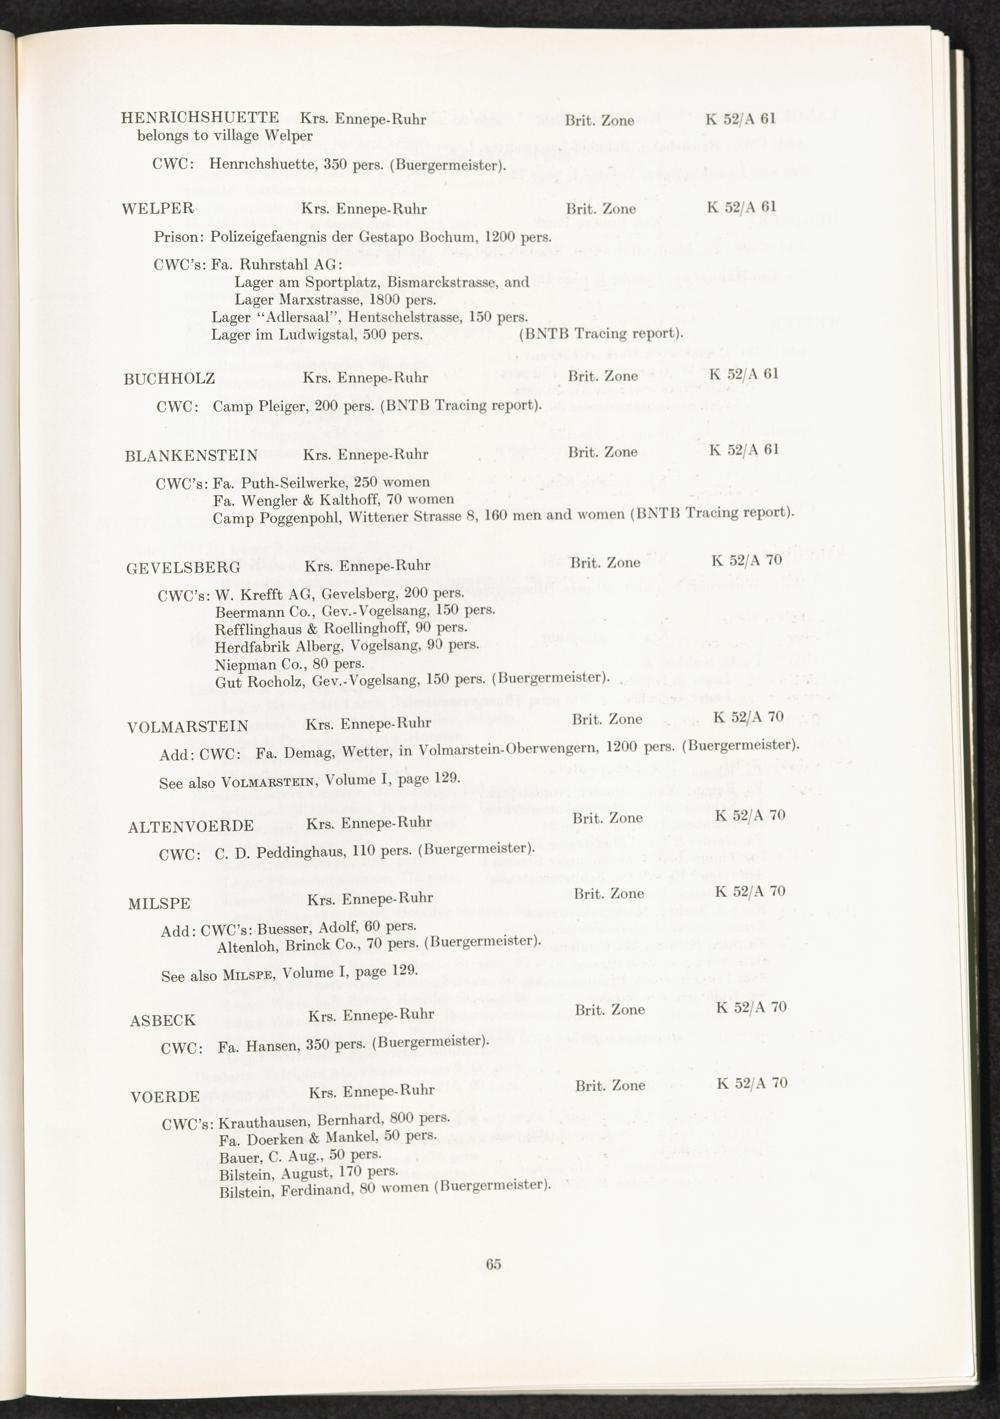 HENRICHSHUETTE Krs. Ennepe-Ruhr Brit. Zone K 52/A 61
belongs to village Welper
CWC: Henrichshuette, 350 pers. (Buergermeister).
WELPER Krs. Ennepe-Ruhr Brit. Zone K 52/A 61
Prison: Polizeigefaengnis der Gestapo Bochum, 1200 pers.
CWC's: Fa. Ruhrstahl AG:
Lager am Sportplatz, Bismarckstrasse, and
Lager Marxstrasse, 1800 pers.
Lager "Adlersaal", Hentschelstrasse, 150 pers.
Lager im Ludwigstal, 500 pers. (BNTB Tracing report).
BUCHHOLZ Krs. Ennepe-Ruhr Brit. Zone K 52/A 61
CWC: Camp Pleiger, 200 pers. (BNTB Tracing report).
BLANKENSTEIN Krs. Ennepe-Ruhr Brit. Zone K 52/A 61
CWC's: Fa. Puth-Seilwerke, 250 women
Fa. Wengler & Kalthoff, 70 women
Camp Poggenpohl, Wittener Strasse 8, 160 men and women (BNTB Tracing report).
GEVELSBERG Krs. Ennepe-Ruhr Brit. Zone K 52/A 70
CWC's: W. Krefft AG, Gevelsberg, 200 pers.
Beermann Co., Gev.-Vogelsang, 150 pers.
Refflinghaus & Roellinghoff, 90 pers.
Herdfabrik Alberg, Vogelsang, 90 pers.
Niepman Co., 80 pers.
Gut Rocholz, Gev.-Vogelsang, 150 pers. (Buergermeister).
VOLMARSTEIN Krs. Ennepe-Ruhr Brit. Zone K 52/A 70
Add: CWC: Fa. Demag, Wetter, in Volmarstein-Oberwengern, 1200 pers. (Buergermeister).
See also VOLMARSTEIN, Volume I, page 129.
ALTENVOERDE Krs. Ennepe-Ruhr Brit. Zone K 52/A 70
CWC: C. D. Peddinghaus, 110 pers. (Buergermeister).
MILSPE Krs. Ennepe-Ruhr Brit. Zone K 52/A 70
Add: CWC's: Buesser, Adolf, 60 pers.
Altenloh, Brinck Co., 70 pers. (Buergermeister).
See also MILSPE, Volume I, page 129.
ASBECK Krs. Ennepe-Ruhr Brit. Zone K 52/A 70
CWC: Fa. Hansen, 350 pers. (Buergermeister).
VOERDE Krs. Ennepe-Ruhr Brit. Zone K 52/A 70
CWC's: Krauthausen, Bernhard, 800 pers.
Fa. Doerken & Mankel, 50 pers.
Bauer, C. Aug., 50 pers.
Bilstein, August, 170 pers.
Bilstein, Ferdinand, 80 women (Buergermeister).
65